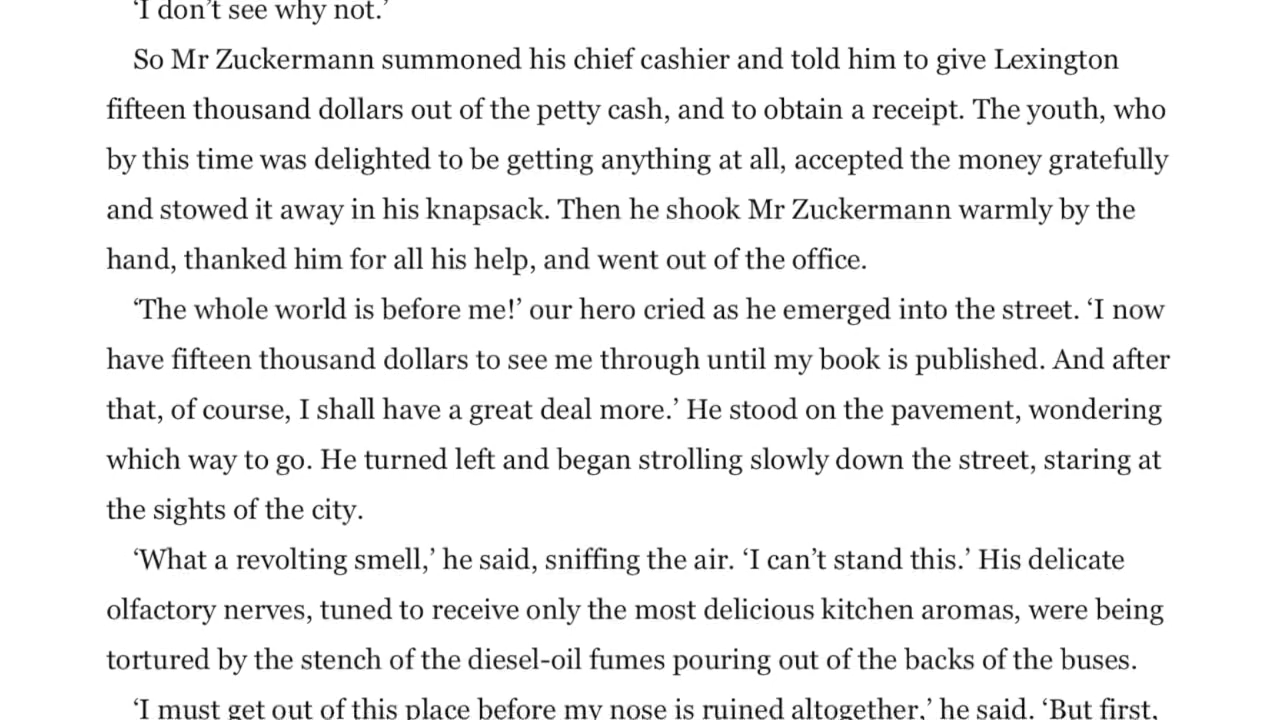 ‘I don’t see why not.’
So Mr Zuckermann summoned his chief cashier and told him to give Lexington
fifteen thousand dollars out of the petty cash, and to obtain a receipt. The youth, who
by this time was delighted to be getting anything at all, accepted the money gratefully
and stowed it away in his knapsack. Then he shook Mr Zuckermann warmly by the
hand, thanked him for all his help, and went out of the office.
‘The whole world is before me!’ our hero cried as he emerged into the street. ‘I now
have fifteen thousand dollars to see me through until my book is published. And after
that, of course, I shall have a great deal more.’ He stood on the pavement, wondering
which way to go. He turned left and began strolling slowly down the street, staring at
the sights of the city.
‘What a revolting smell,’ he said, sniffing the air. ‘I can’t stand this.’ His delicate
olfactory nerves, tuned to receive only the most delicious kitchen aromas, were being
tortured by the stench of the diesel-oil fumes pouring out of the backs of the buses.
‘I must get out of this place before my nose is ruined altogether,’ he said. ‘But first,